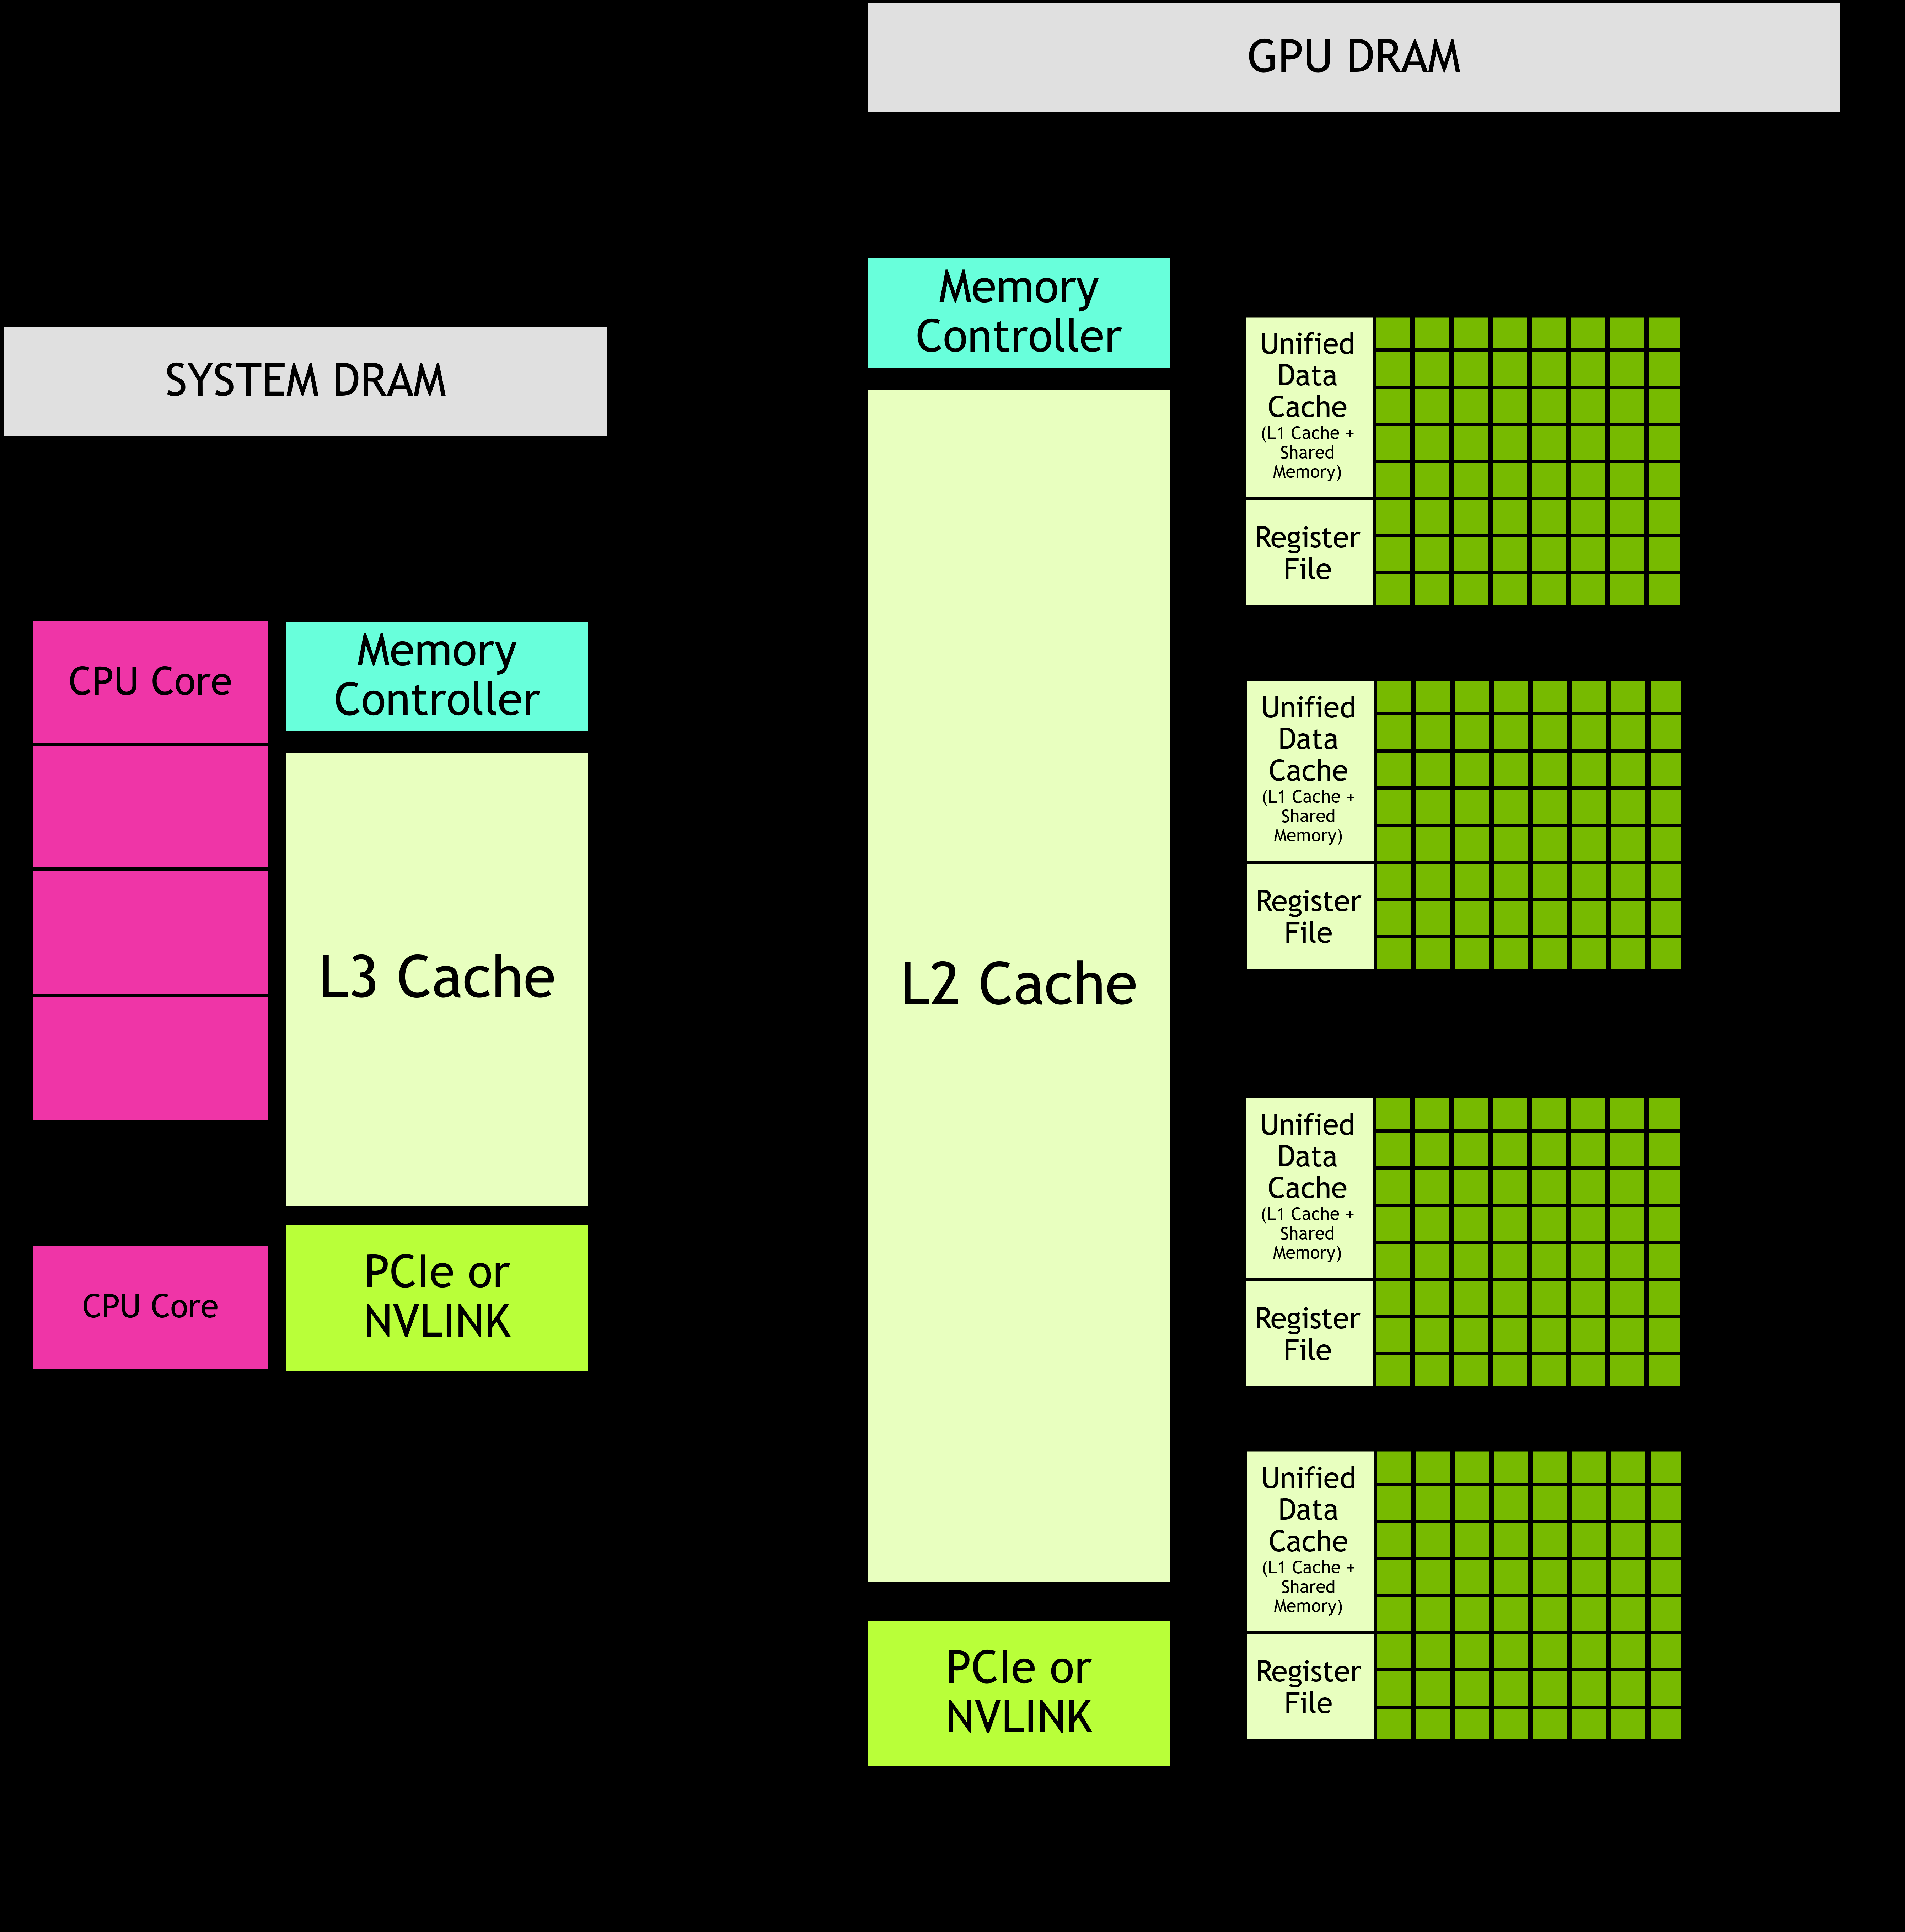 GPU DRAM
SYSTEM DRAM
CPU Core
Memory
Controller
L3 Cache
CPU Core
PCIe or
NVLINK
Memory
Controller
L2 Cache
PCIe or
NVLINK
Unified
Data
Cache
(L1 Cache +
Shared
Memory)
Register
File
Unified
Data
Cache
(L1 Cache +
Shared
Memory)
Register
File
Unified
Data
Cache
(L1 Cache +
Shared
Memory)
Register
File
Unified
Data
Cache
(L1 Cache +
Shared
Memory)
Register
File